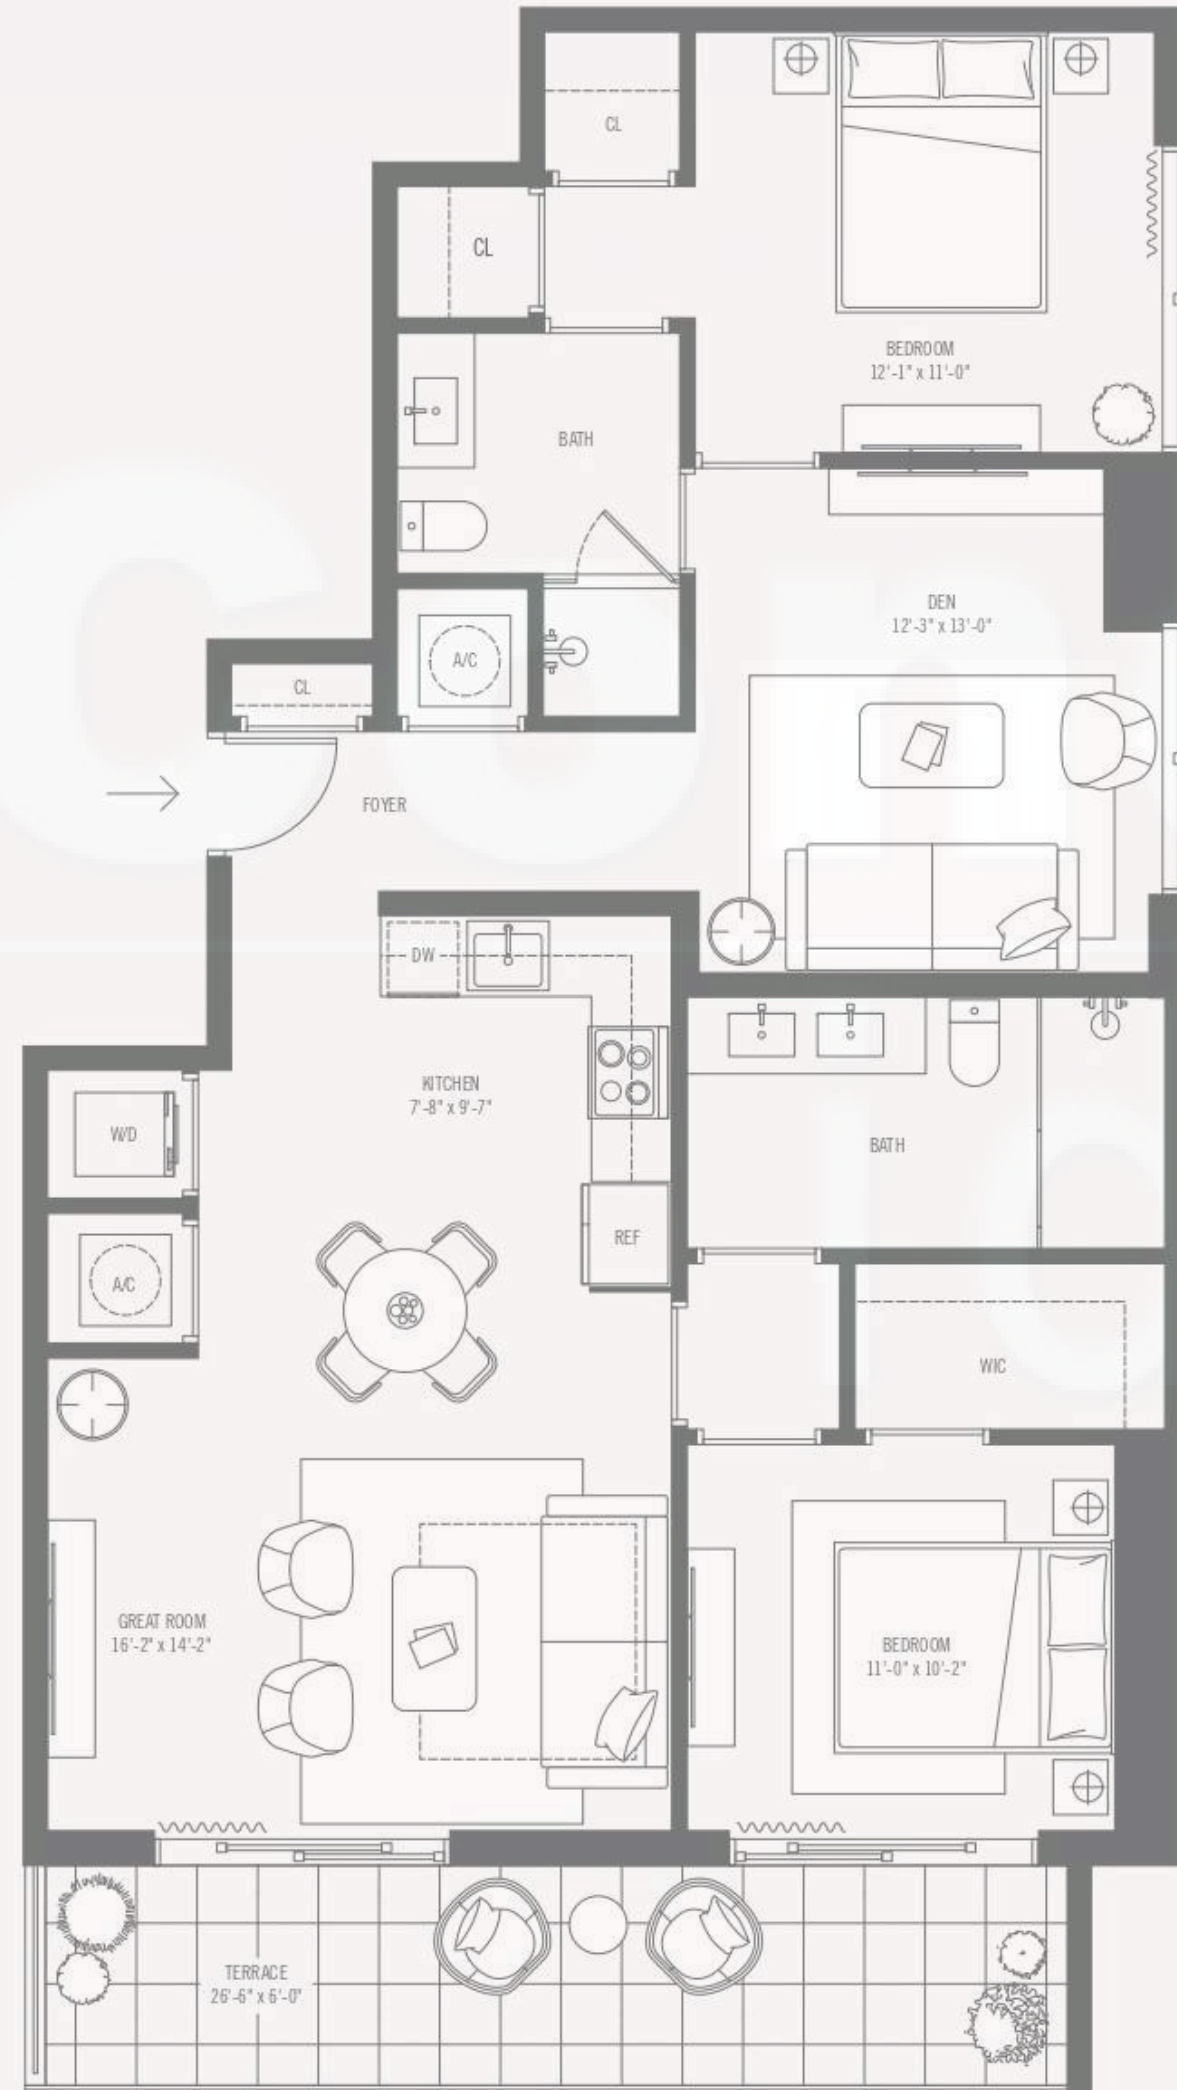 CL
CL
BEDROOM
12'-1" x 11'-0"
BATH
DEN
12'-3" x 13'-0"
A/C
CL
FOYER
DW
KITCHEN
7'-8" x 9'-7"
W/D
BATH
REF
A/C
WIC
GREAT ROOM
16'-2" x 14'-2"
BEDROOM
11'-0" x 10'-2"
TERRACE
26'-6" x 6'-0"